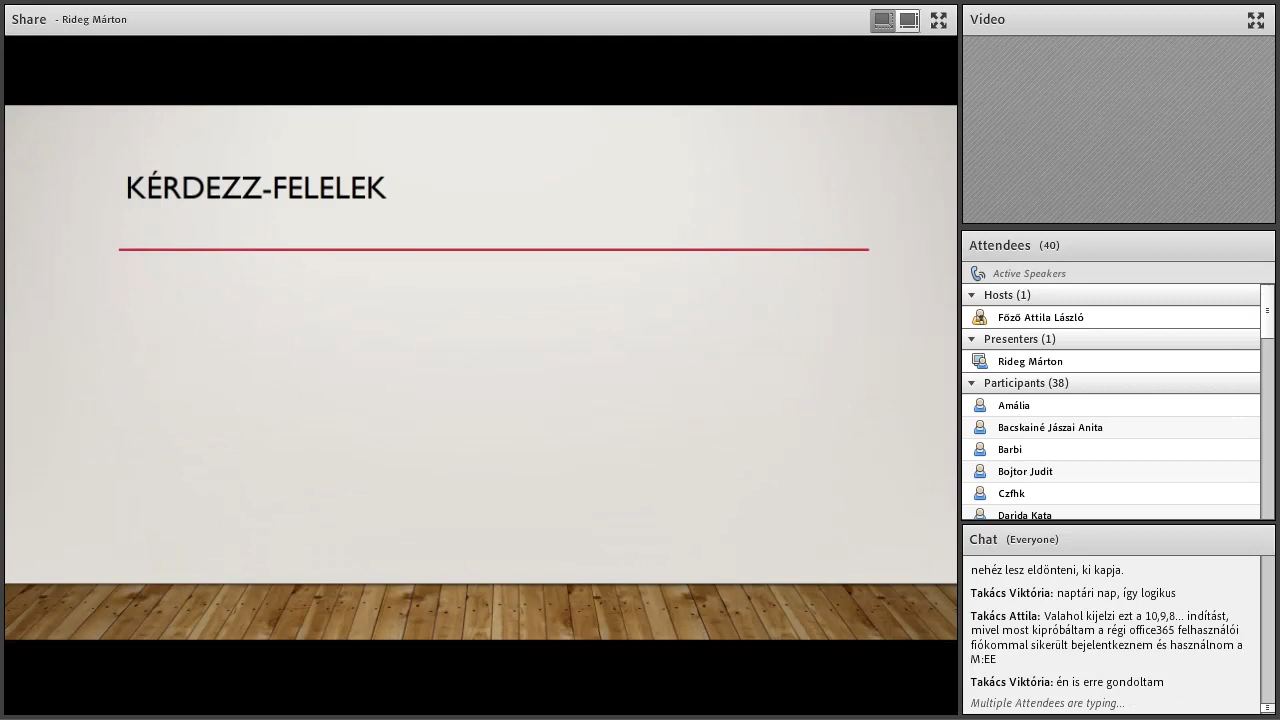 Share - Rideg Márton
KÉRDEZZ-FELELEK
Video
Attendees (40)
Active Speakers
Hosts (1)
Főző Attila László
Presenters (1)
Rideg Márton
Participants (38)
Amália
Bacskainé Jászai Anita
Barbi
Bojtor Judit
Czfhk
Darida Kata
Chat (Everyone)
nehéz lesz eldönteni, ki kapja.
Takács Viktória: naptári nap, így logikus
Takács Attila: Valahol kijelzi ezt a 10,9,8... indítást,
mivel most kipróbáltam a régi office365 felhasználói
fiókommal sikerült bejelentkeznem és használnom a
M:EE
Takács Viktória: én is erre gondoltam
Multiple Attendees are typing...